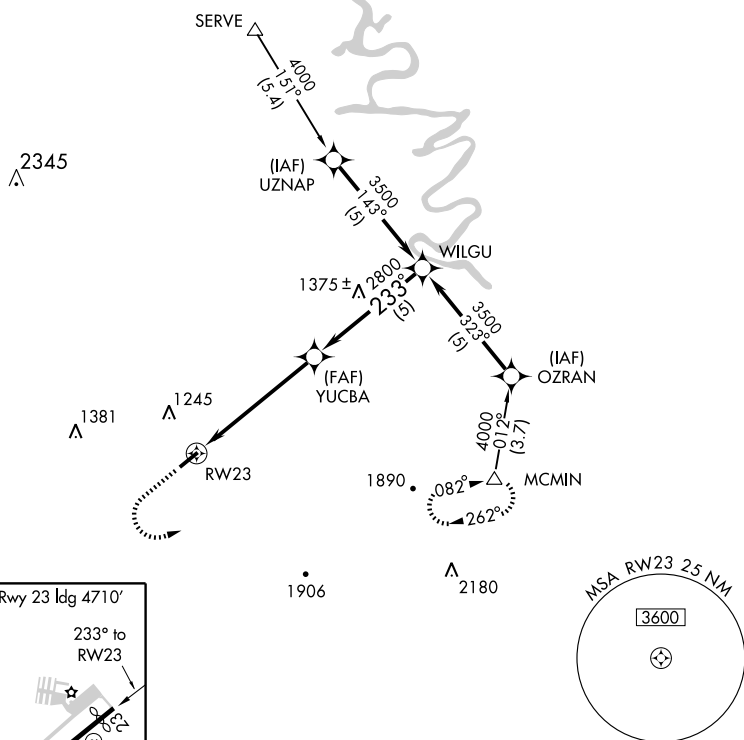 SERVE
4000
151°
(5.4)
2345
(IAF)
UZNAP
3500
143°
(5)
WILGU
1375 ±
2800
233°
(5)
3500
323°
(5)
(IAF)
OZRAN
(FAF)
YUCBA
1245
1381
RW23
4000
012°
(3.7)
1890
082°
MCMIN
262°
1906
2180
MSA RW23 25 NM
3600
Rwy 23 ldg 4710'
233° to
RW23
23